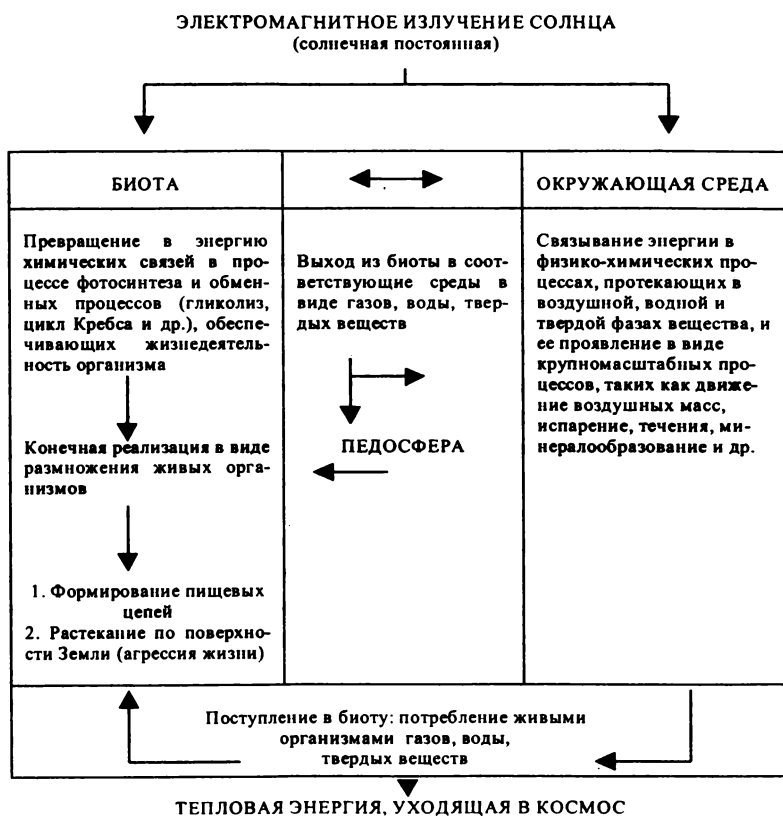 ЭЛЕКТРОМАГНИТНОЕ ИЗЛУЧЕНИЕ СОЛНЦА
(солнечная постоянная)
БИОТА
ОКРУЖАЮЩАЯ СРЕДА
Превращение в энергию
химических связей в про-
цессе фотосинтеза и обмен-
ных процессов (гликолиз,
цикл Кребса и др.), обеспе-
чивающих жизнедеятель-
ность организма
Конечная реализация в виде
размножения живых орга-
низмов
1. Формирование пищевых
цепей
2. Растекание по поверхно-
сти Земли (агрессия жизни)
Выход из биоты в соот-
ветствующие среды в
виде газов, воды, твер-
дых веществ
ПЕДОСФЕРА
Связывание энергии в
физико-химических про-
цессах, протекающих в
воздушной, водной и
твердой фазах вещества, и
ее проявление в виде
крупномасштабных про-
цессов, таких как движе-
ние воздушных масс,
испарение, течения, ми-
нералообразование и др.
Поступление в биоту: потребление живыми
организмами газов, воды,
твердых веществ
ТЕПЛОВАЯ ЭНЕРГИЯ, УХОДЯЩАЯ В КОСМОС